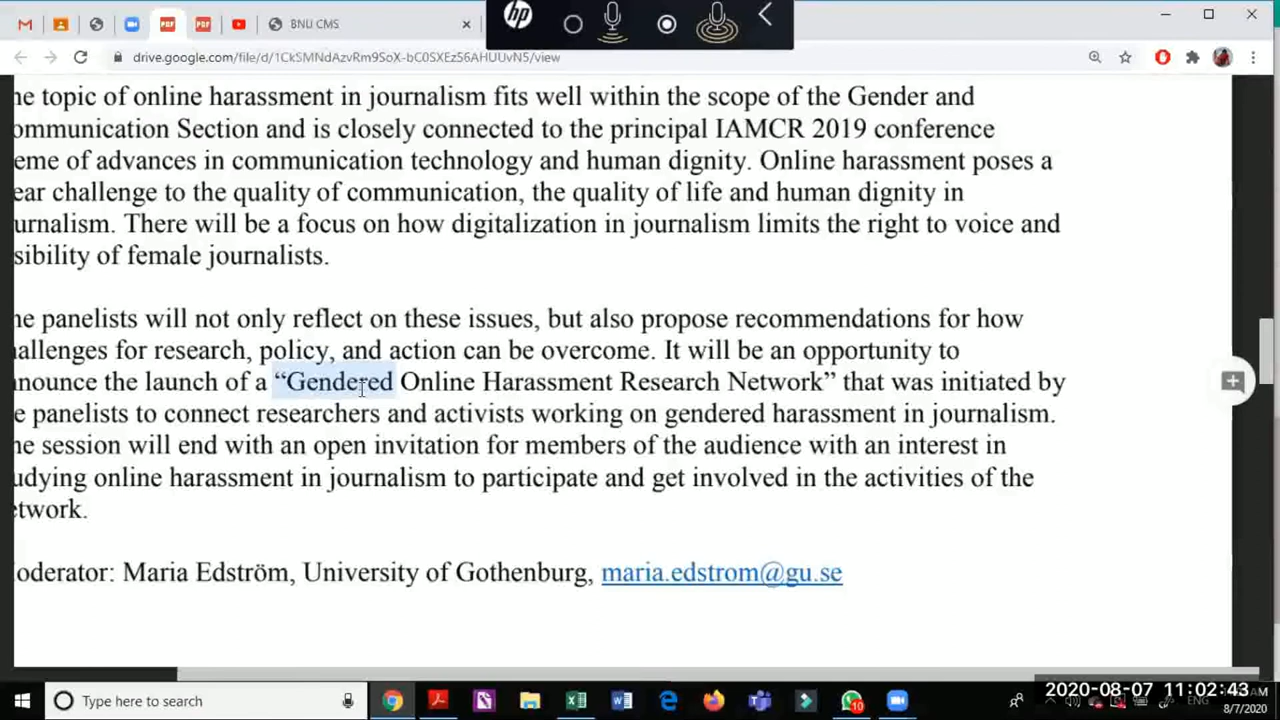 BNU CMS
hp
drive.google.com/file/d/1CkSMNdAzvRm9SoX-bC0SXEzS6AHUUvN5/view
he topic of online harassment in journalism fits well within the scope of the Gender and
ommunication Section and is closely connected to the principal IAMCR 2019 conference
eme of advances in communication technology and human dignity. Online harassment poses a
ear challenge to the quality of communication, the quality of life and human dignity in
urnalism. There will be a focus on how digitalization in journalism limits the right to voice and
sibility of female journalists.
he panelists will not only reflect on these issues, but also propose recommendations for how
hallenges for research, policy, and action can be overcome. It will be an opportunity to
nnounce the launch of a “Gendered Online Harassment Research Network” that was initiated by
e panelists to connect researchers and activists working on gendered harassment in journalism.
he session will end with an open invitation for members of the audience with an interest in
udying online harassment in journalism to participate and get involved in the activities of the
etwork.
oderator: Maria Edström, University of Gothenburg, maria.edstrom@gu.se
Type here to search
10
ENG
2020-08-07 11:02:43
8/7/2020